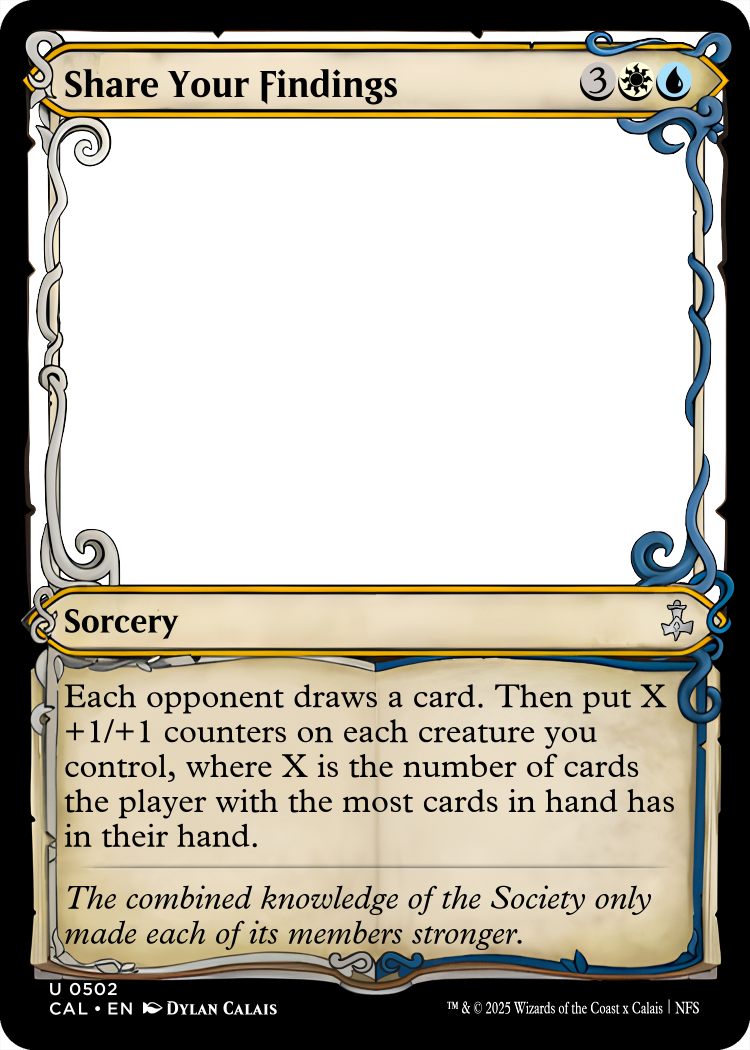 Share Your Findings 3
Sorcery
Each opponent draws a card. Then put X
+1/+1 counters on each creature you
control, where X is the number of cards
the player with the most cards in hand has
in their hand.
The combined knowledge of the Society only
made each of its members stronger.
U 0502
CAL • EN Dylan Calais
™ & © 2025 Wizards of the Coast x Calais | NFS